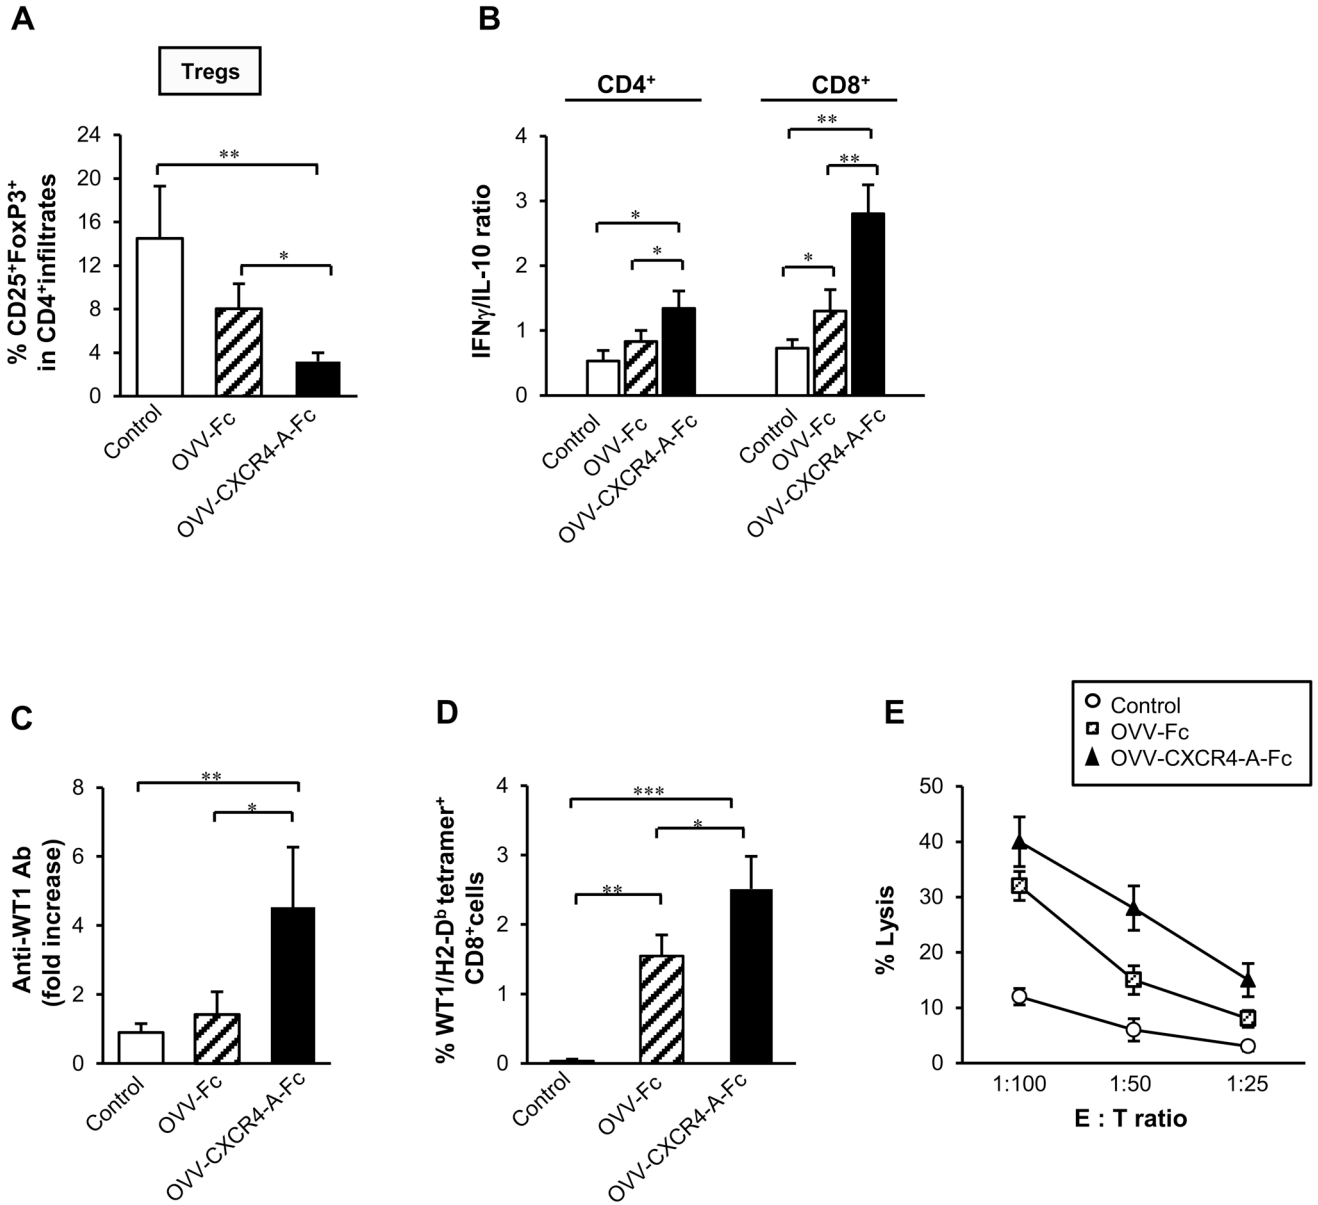 A
Tregs
% CD25⁺FoxP3⁺
in CD4⁺infiltrates
24
20
16
12
8
4
0
**
*
Control
OVV-Fc
OVV-CXCR4-A-Fc
B
CD4⁺
CD8⁺
IFNγ/IL-10 ratio
4
3
2
1
0
*
*
**
**
*
Control
OVV-Fc
OVV-CXCR4-A-Fc
Control
OVV-Fc
OVV-CXCR4-A-Fc
C
Anti-WT1 Ab
(fold increase)
8
6
4
2
0
**
*
Control
OVV-Fc
OVV-CXCR4-A-Fc
D
% WT1/H2-Dᵇ tetramer⁺
CD8⁺cells
4
3
2
1
0
***
*
**
Control
OVV-Fc
OVV-CXCR4-A-Fc
E
Control
OVV-Fc
OVV-CXCR4-A-Fc
% Lysis
50
40
30
20
10
0
1:100 1:50 1:25
E : T ratio